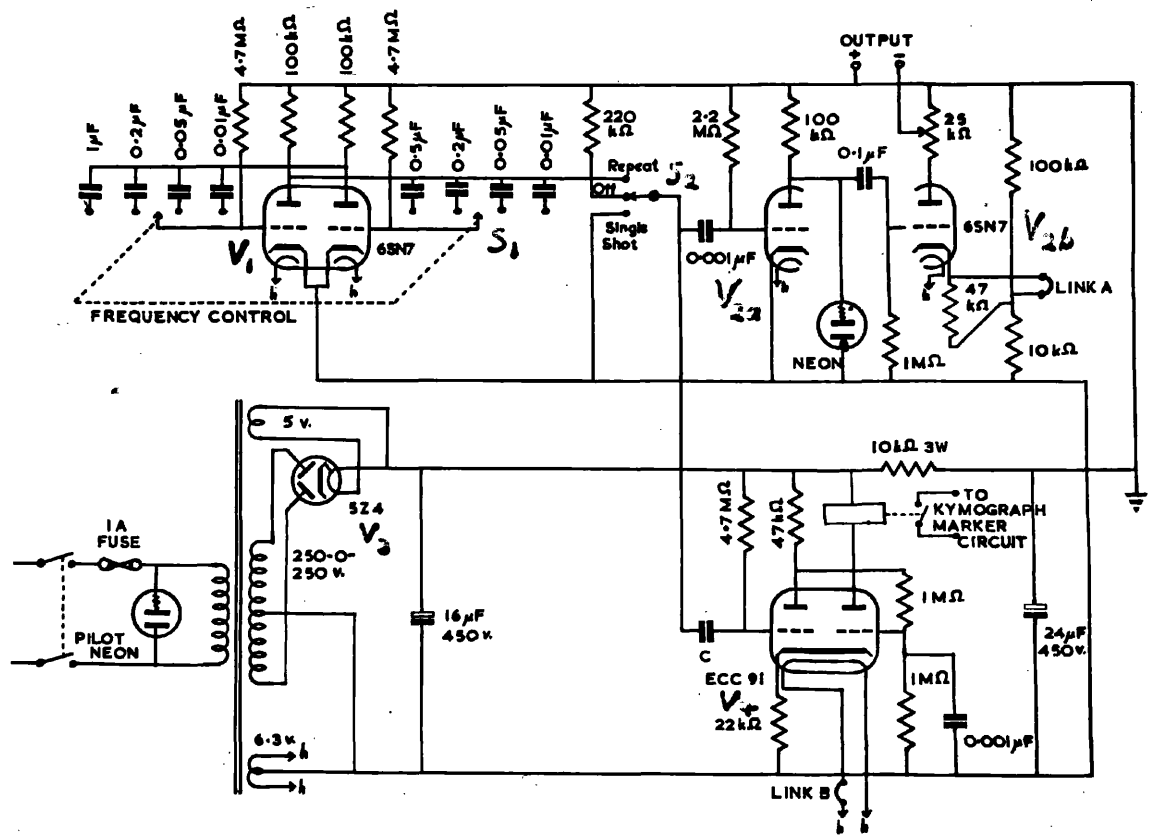 4·7MΩ
100kΩ
100kΩ
4·7MΩ
OUTPUT
+
-
1μF
0·2μF
0·05μF
0·01μF
0·5μF
0·2μF
0·05μF
0·01μF
220
kΩ
2·2
MΩ
100
kΩ
0·1μF
25
kΩ
100kΩ
Repeat
Off
Single
Shot
S2
V1
6SN7
S1
h
h
FREQUENCY CONTROL
0·001μF
V2a
h
NEON
1MΩ
6SN7
h
47
kΩ
V2b
LINK A
10kΩ
5 v.
5Z4
V3
250-0-
250 v.
1A
FUSE
PILOT
NEON
16μF
450 v.
6·3 v.
h
h
10kΩ 3W
4·7MΩ
47kΩ
TO
KYMOGRAPH
MARKER
CIRCUIT
1MΩ
C
ECC 91
V4
22kΩ
1MΩ
0·001μF
24μF
450v.
LINK B
h
h